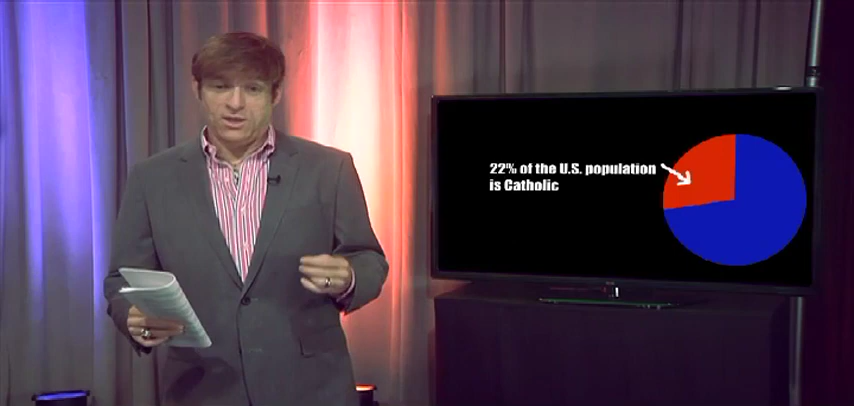 22% of the U.S. population
is Catholic